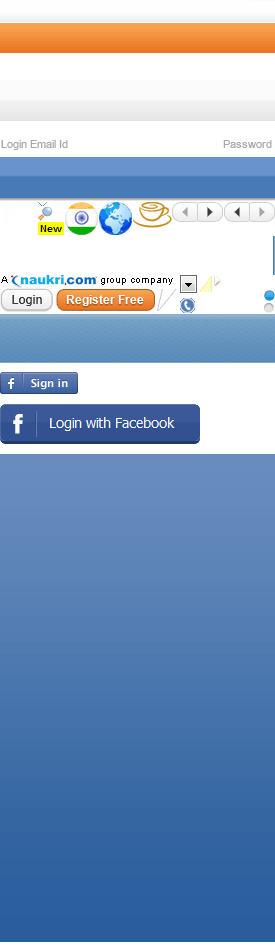 Login Email Id
Password
New
A naukri.com group company
Login
Register Free
f Sign in
f Login with Facebook